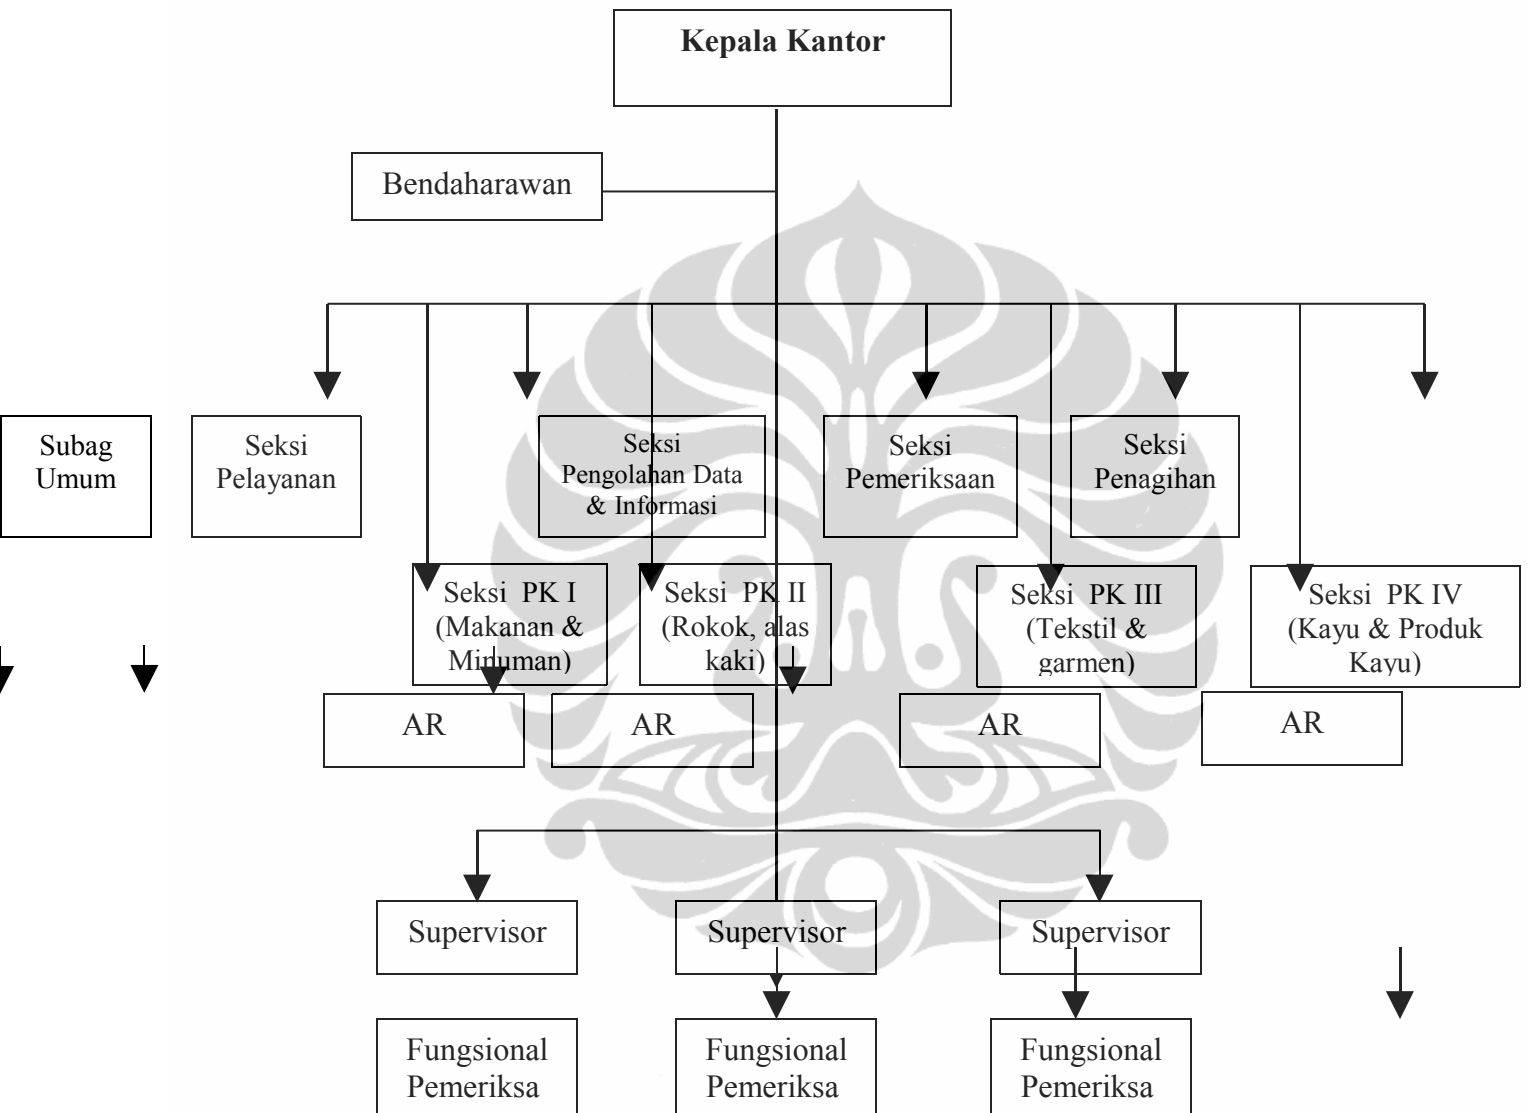 Kepala Kantor
Bendaharawan
Subag
Umum
Seksi
Pelayanan
Seksi
Pengolahan Data
& Informasi
Seksi
Pemeriksaan
Seksi
Penagihan
Seksi PK I
(Makanan &
Minuman)
Seksi PK II
(Rokok, alas
kaki)
Seksi PK III
(Tekstil &
garmen)
Seksi PK IV
(Kayu & Produk
Kayu)
AR
AR
AR
AR
Supervisor
Supervisor
Supervisor
Fungsional
Pemeriksa
Fungsional
Pemeriksa
Fungsional
Pemeriksa